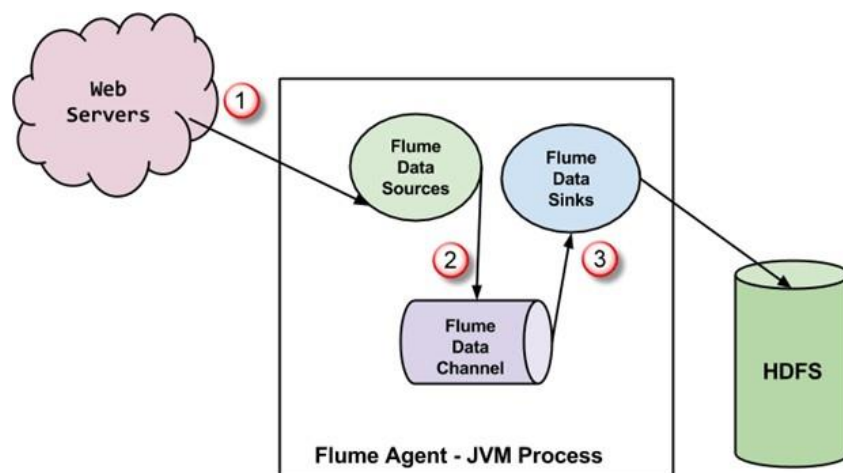 Web
Servers
1
Flume
Data
Sources
Flume
Data
Sinks
2
3
Flume
Data
Channel
HDFS
Flume Agent - JVM Process